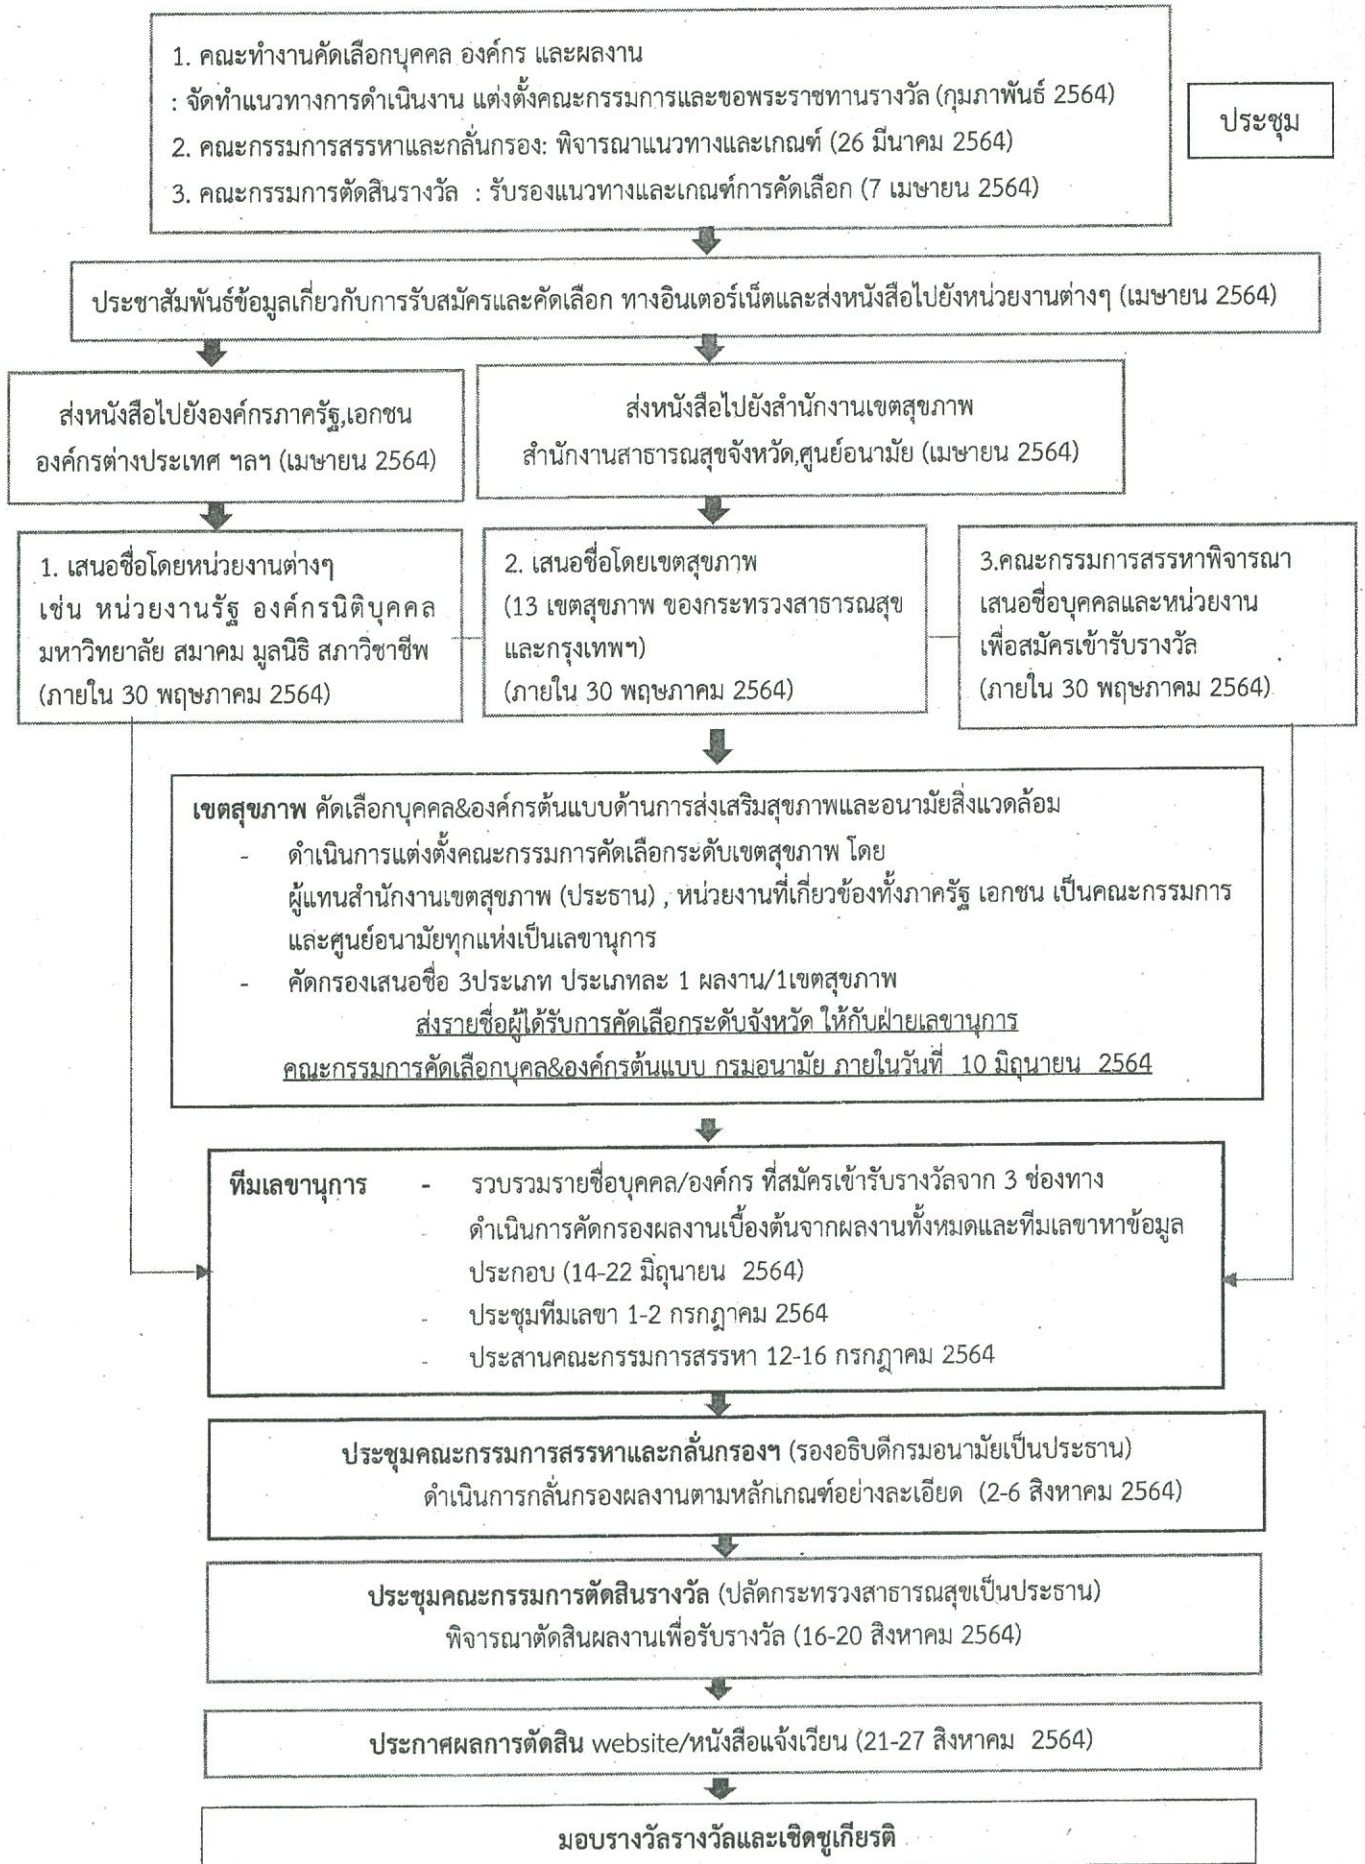 1. คณะทำงานคัดเลือกบุคคล องค์กร และผลงาน
: จัดทำแนวทางการดำเนินงาน แต่งตั้งคณะกรรมการและขอพระราชทานรางวัล (กุมภาพันธ์ 2564)
2. คณะกรรมการสรรหาและกลั่นกรอง: พิจารณาแนวทางและเกณฑ์ (26 มีนาคม 2564)
3. คณะกรรมการตัดสินรางวัล : รับรองแนวทางและเกณฑ์การคัดเลือก (7 เมษายน 2564)
ประชุม
ประชาสัมพันธ์ข้อมูลเกี่ยวกับการรับสมัครและคัดเลือก ทางอินเตอร์เน็ตและส่งหนังสือไปยังหน่วยงานต่างๆ (เมษายน 2564)
ส่งหนังสือไปยังองค์กรภาครัฐ,เอกชน
องค์กรต่างประเทศ ฯลฯ (เมษายน 2564)
ส่งหนังสือไปยังสำนักงานเขตสุขภาพ
สำนักงานสาธารณสุขจังหวัด,ศูนย์อนามัย (เมษายน 2564)
1. เสนอชื่อโดยหน่วยงานต่างๆ
เช่น หน่วยงานรัฐ องค์กรนิติบุคคล
มหาวิทยาลัย สมาคม มูลนิธิ สภาวิชาชีพ
(ภายใน 30 พฤษภาคม 2564)
2. เสนอชื่อโดยเขตสุขภาพ
(13 เขตสุขภาพ ของกระทรวงสาธารณสุข
และกรุงเทพฯ)
(ภายใน 30 พฤษภาคม 2564)
3.คณะกรรมการสรรหาพิจารณา
เสนอชื่อบุคคลและหน่วยงาน
เพื่อสมัครเข้ารับรางวัล
(ภายใน 30 พฤษภาคม 2564)
เขตสุขภาพ คัดเลือกบุคคล&องค์กรต้นแบบด้านการส่งเสริมสุขภาพและอนามัยสิ่งแวดล้อม
- ดำเนินการแต่งตั้งคณะกรรมการคัดเลือกระดับเขตสุขภาพ โดย
ผู้แทนสำนักงานเขตสุขภาพ (ประธาน) , หน่วยงานที่เกี่ยวข้องทั้งภาครัฐ เอกชน เป็นคณะกรรมการ
และศูนย์อนามัยทุกแห่งเป็นเลขานุการ
- คัดกรองเสนอชื่อ 3ประเภท ประเภทละ 1 ผลงาน/1เขตสุขภาพ
ส่งรายชื่อผู้ได้รับการคัดเลือกระดับจังหวัด ให้กับฝ่ายเลขานุการ
คณะกรรมการคัดเลือกบุคล&องค์กรต้นแบบ กรมอนามัย ภายในวันที่ 10 มิถุนายน 2564
ทีมเลขานุการ - รวบรวมรายชื่อบุคคล/องค์กร ที่สมัครเข้ารับรางวัลจาก 3 ช่องทาง
- ดำเนินการคัดกรองผลงานเบื้องต้นจากผลงานทั้งหมดและทีมเลขาหาข้อมูล
ประกอบ (14-22 มิถุนายน 2564)
- ประชุมทีมเลขา 1-2 กรกฎาคม 2564
- ประสานคณะกรรมการสรรหา 12-16 กรกฎาคม 2564
ประชุมคณะกรรมการสรรหาและกลั่นกรองฯ (รองอธิบดีกรมอนามัยเป็นประธาน)
ดำเนินการกลั่นกรองผลงานตามหลักเกณฑ์อย่างละเอียด (2-6 สิงหาคม 2564)
ประชุมคณะกรรมการตัดสินรางวัล (ปลัดกระทรวงสาธารณสุขเป็นประธาน)
พิจารณาตัดสินผลงานเพื่อรับรางวัล (16-20 สิงหาคม 2564)
ประกาศผลการตัดสิน website/หนังสือแจ้งเวียน (21-27 สิงหาคม 2564)
มอบรางวัลรางวัลและเชิดชูเกียรติ